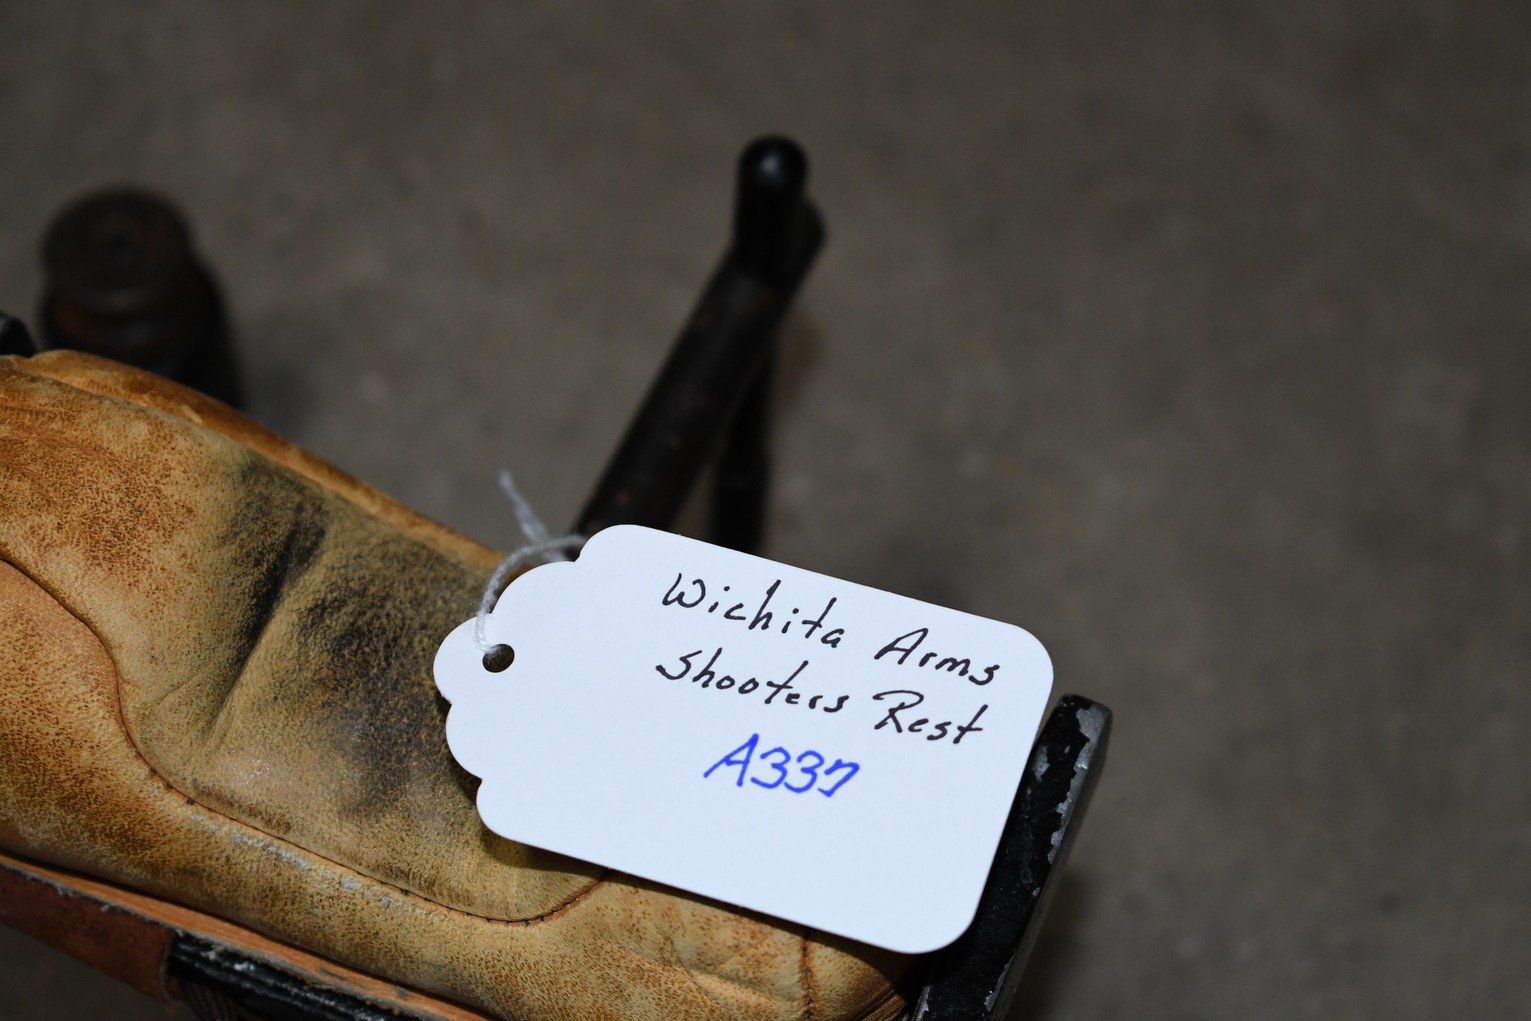 Wichita Arms
Shooters Rest
A337